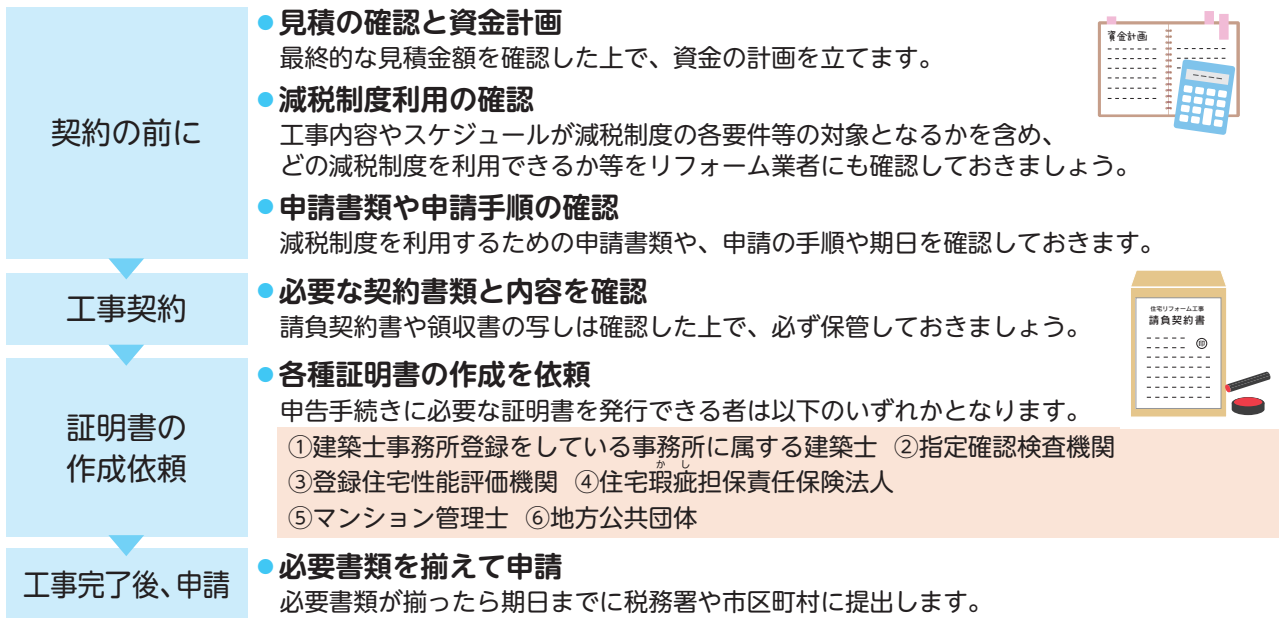 契約の前に
●見積の確認と資金計画
最終的な見積金額を確認した上で、資金の計画を立てます。
●減税制度利用の確認
工事内容やスケジュールが減税制度の各要件等の対象となるかを含め、
どの減税制度を利用できるか等をリフォーム業者にも確認しておきましょう。
●申請書類や申請手順の確認
減税制度を利用するための申請書類や、申請の手順や期日を確認しておきます。
資金計画
工事契約
●必要な契約書類と内容を確認
請負契約書や領収書の写しは確認した上で、必ず保管しておきましょう。
住宅リフォーム工事
請負契約書
印
証明書の
作成依頼
●各種証明書の作成を依頼
申告手続きに必要な証明書を発行できる者は以下のいずれかとなります。
①建築士事務所登録をしている事務所に属する建築士 ②指定確認検査機関
かし
③登録住宅性能評価機関 ④住宅瑕疵担保責任保険法人
⑤マンション管理士 ⑥地方公共団体
工事完了後、申請
●必要書類を揃えて申請
必要書類が揃ったら期日までに税務署や市区町村に提出します。